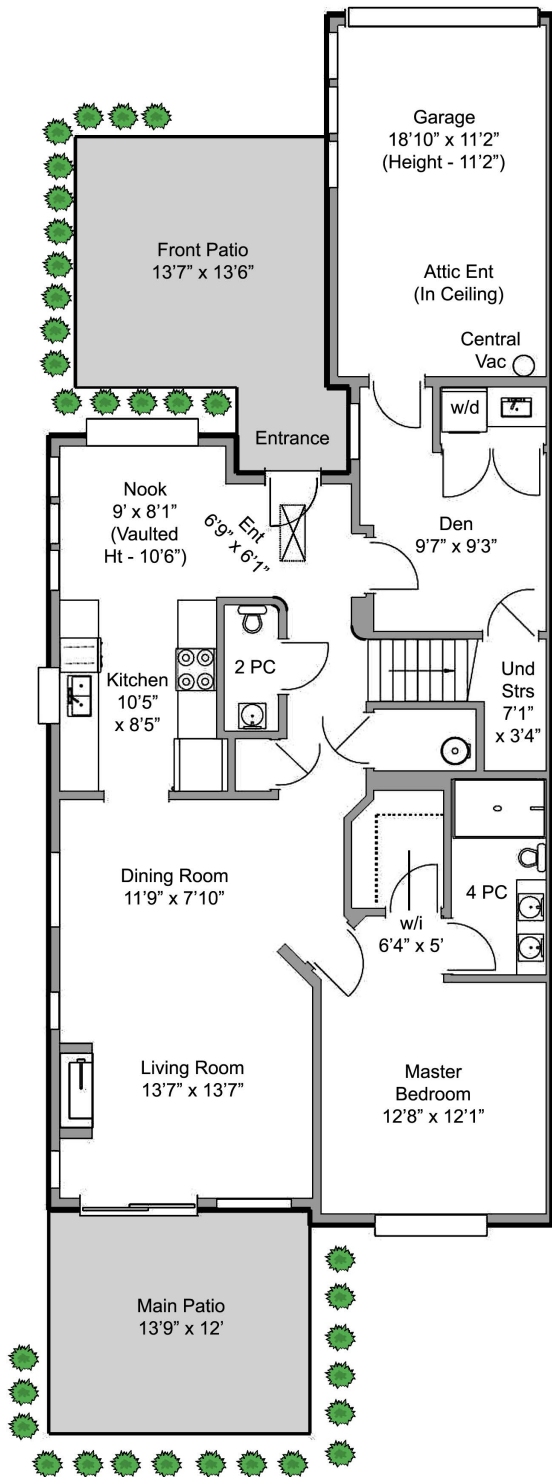 Garage
18'10" x 11'2"
(Height - 11'2")
Attic Ent
(In Ceiling)
Central
Vac
Front Patio
13'7" x 13'6"
w/d
Entrance
Nook
9' x 8'1"
(Vaulted
Ht - 10'6")
Ent
6'9" x 6'1"
Den
9'7" x 9'3"
2 PC
Kitchen
10'5"
x 8'5"
Und
Strs
7'1"
x 3'4"
Dining Room
11'9" x 7'10"
4 PC
w/i
6'4" x 5'
Living Room
13'7" x 13'7"
Master
Bedroom
12'8" x 12'1"
Main Patio
13'9" x 12'